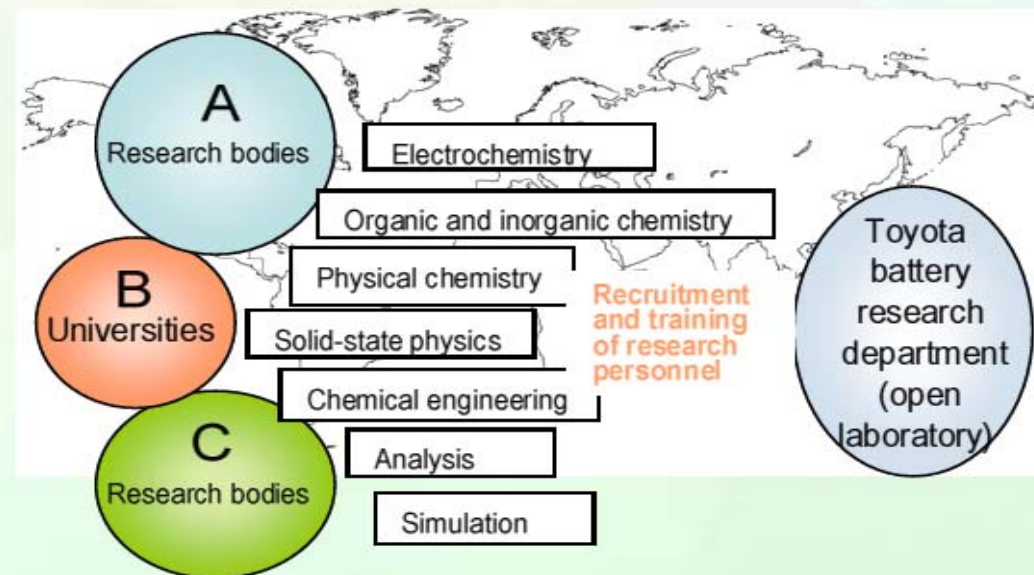 A
Research bodies
B
Universities
C
Research bodies
Electrochemistry
Organic and inorganic chemistry
Physical chemistry
Solid-state physics
Chemical engineering
Analysis
Simulation
Recruitment
and training
of research
personnel
Toyota
battery
research
department
(open
laboratory)